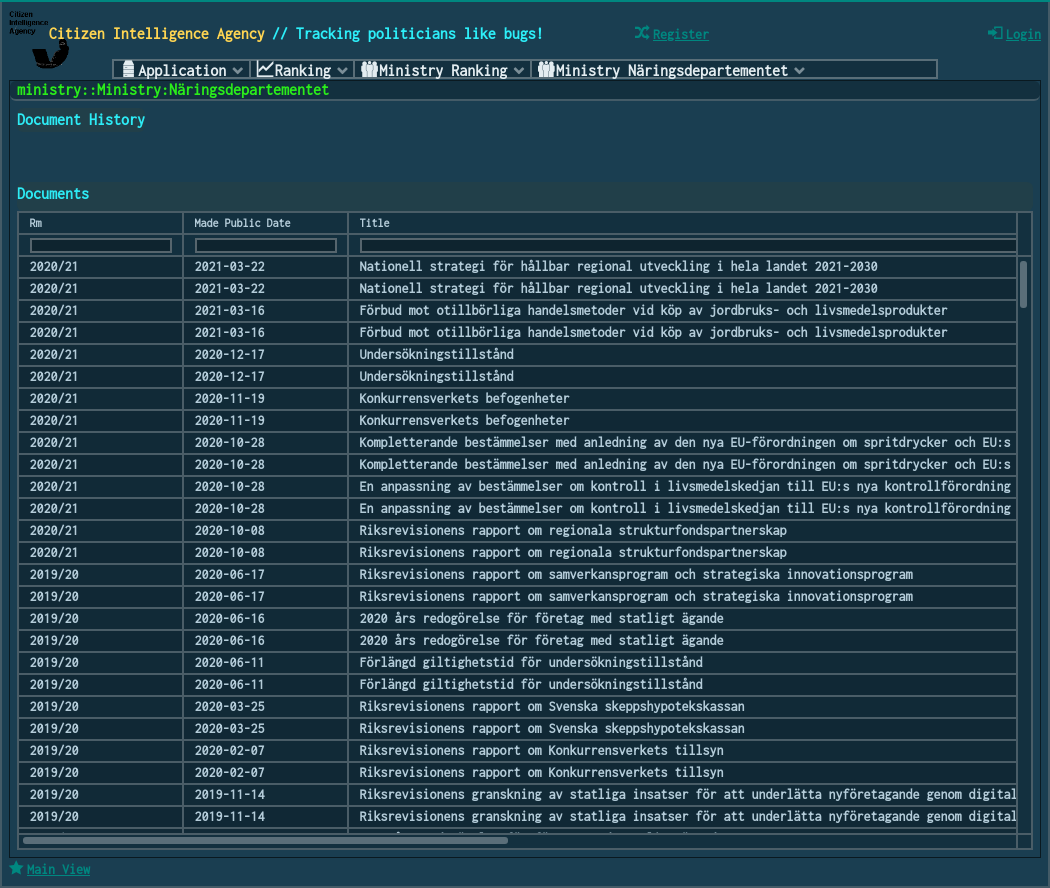 Citizen
Intelligence
Agency
Citizen Intelligence Agency // Tracking politicians like bugs!
Register
Login
Application Ranking Ministry Ranking Ministry Näringsdepartementet
ministry::Ministry:Näringsdepartementet
Document History
Documents
Rm Made Public Date Title
2020/21 2021-03-22 Nationell strategi för hållbar regional utveckling i hela landet 2021-2030
2020/21 2021-03-22 Nationell strategi för hållbar regional utveckling i hela landet 2021-2030
2020/21 2021-03-16 Förbud mot otillbörliga handelsmetoder vid köp av jordbruks- och livsmedelsprodukter
2020/21 2021-03-16 Förbud mot otillbörliga handelsmetoder vid köp av jordbruks- och livsmedelsprodukter
2020/21 2020-12-17 Undersökningstillstånd
2020/21 2020-12-17 Undersökningstillstånd
2020/21 2020-11-19 Konkurrensverkets befogenheter
2020/21 2020-11-19 Konkurrensverkets befogenheter
2020/21 2020-10-28 Kompletterande bestämmelser med anledning av den nya EU-förordningen om spritdrycker och EU:s
2020/21 2020-10-28 Kompletterande bestämmelser med anledning av den nya EU-förordningen om spritdrycker och EU:s
2020/21 2020-10-28 En anpassning av bestämmelser om kontroll i livsmedelskedjan till EU:s nya kontrollförordning
2020/21 2020-10-28 En anpassning av bestämmelser om kontroll i livsmedelskedjan till EU:s nya kontrollförordning
2020/21 2020-10-08 Riksrevisionens rapport om regionala strukturfondspartnerskap
2020/21 2020-10-08 Riksrevisionens rapport om regionala strukturfondspartnerskap
2019/20 2020-06-17 Riksrevisionens rapport om samverkansprogram och strategiska innovationsprogram
2019/20 2020-06-17 Riksrevisionens rapport om samverkansprogram och strategiska innovationsprogram
2019/20 2020-06-16 2020 års redogörelse för företag med statligt ägande
2019/20 2020-06-16 2020 års redogörelse för företag med statligt ägande
2019/20 2020-06-11 Förlängd giltighetstid för undersökningstillstånd
2019/20 2020-06-11 Förlängd giltighetstid för undersökningstillstånd
2019/20 2020-03-25 Riksrevisionens rapport om Svenska skeppshypotekskassan
2019/20 2020-03-25 Riksrevisionens rapport om Svenska skeppshypotekskassan
2019/20 2020-02-07 Riksrevisionens rapport om Konkurrensverkets tillsyn
2019/20 2020-02-07 Riksrevisionens rapport om Konkurrensverkets tillsyn
2019/20 2019-11-14 Riksrevisionens granskning av statliga insatser för att underlätta nyföretagande genom digital
2019/20 2019-11-14 Riksrevisionens granskning av statliga insatser för att underlätta nyföretagande genom digital
Main View